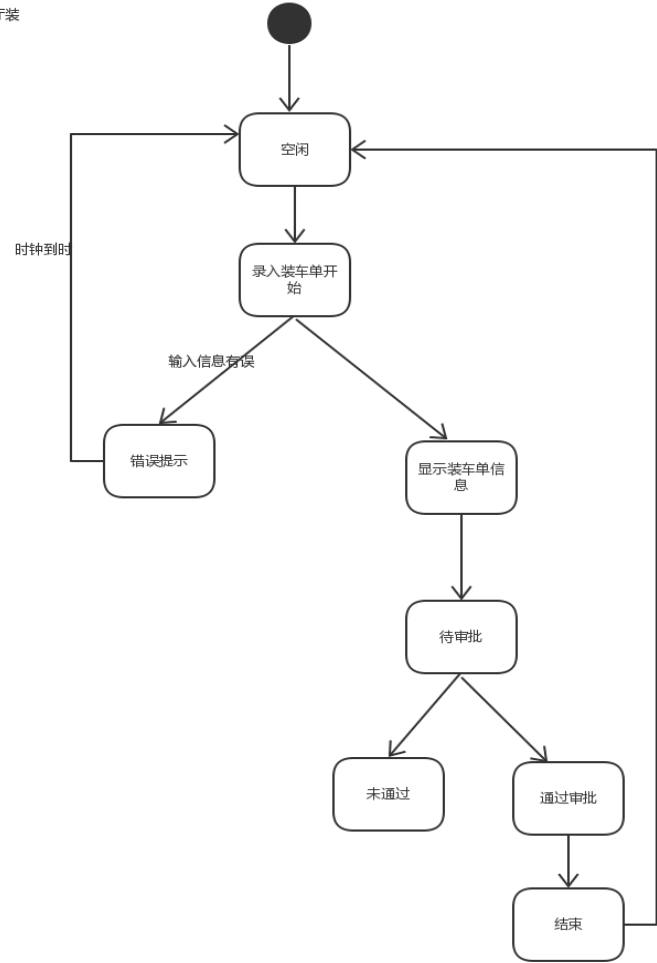 装
空闲
时钟到时
录入装车单开
始
输入信息有误
错误提示
显示装车单信
息
待审批
未通过
通过审批
结束